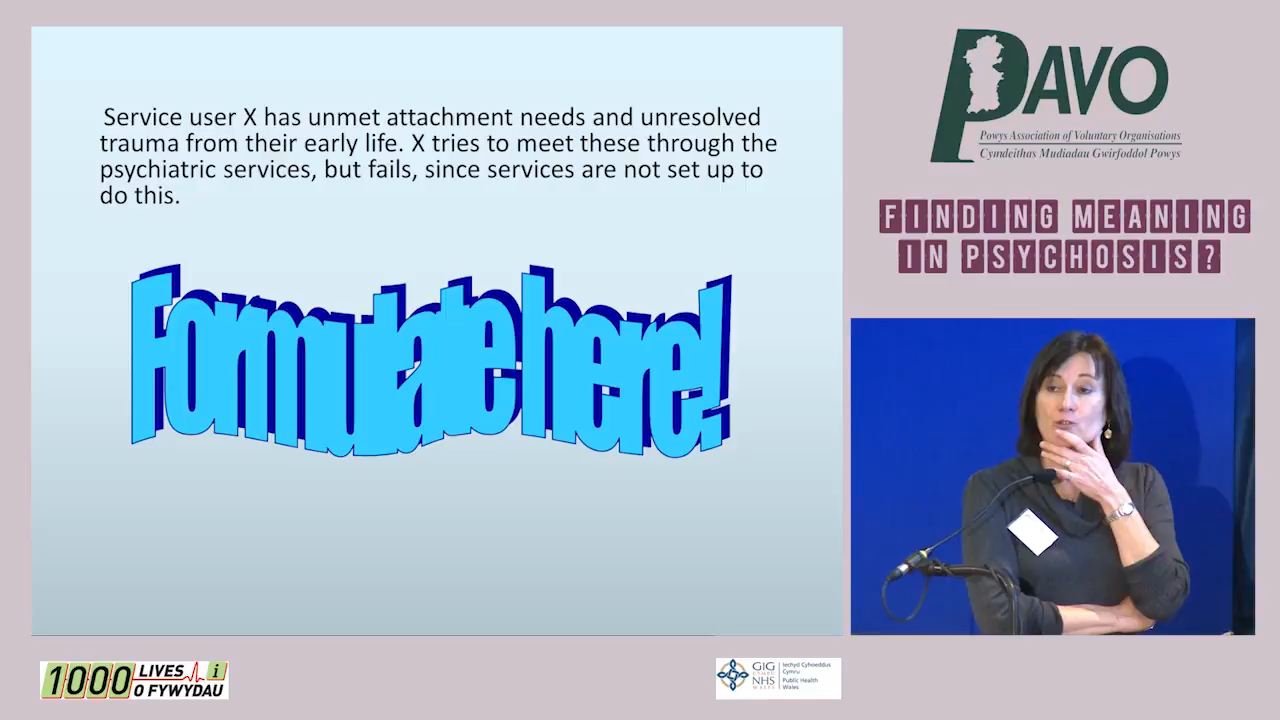 Service user X has unmet attachment needs and unresolved
trauma from their early life. X tries to meet these through the
psychiatric services, but fails, since services are not set up to
do this.
Formulate here!
PAVO
Powys Association of Voluntary Organisations
Cymdeithas Mudiadau Gwirfoddol Powys
FINDING MEANING
IN PSYCHOSIS?
1000 LIVES i
O FYWYDAU
GIG
CYMRU
NHS
WALES
Iechyd Cyhoeddus
Cymru
Public Health
Wales